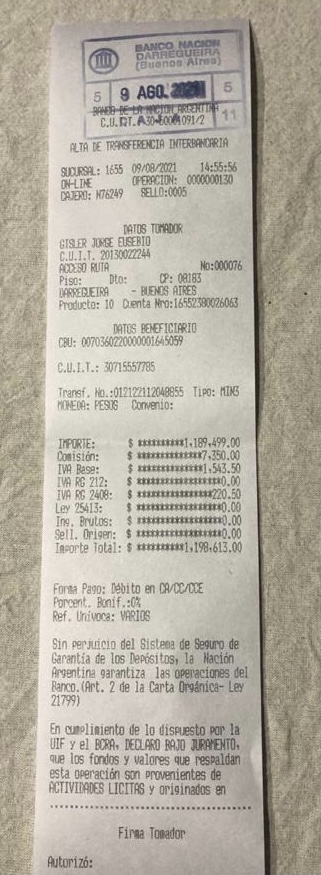 BANCO NACION
DARREGUEIRA
(Buenos Aires)
5 9 AGO. 2021 5
BANCO DE LA NACION ARGENTINA
C.U.I.T. 30-50001091/2
11
ALTA DE TRANSFERENCIA INTERBANCARIA
SUCURSAL: 1655 09/08/2021 14:55:56
ON-LINE OPERACIÓN: 0000000130
CAJERO: N76249 SELLO:0005
DATOS TOMADOR
GISLER JORGE EUSEBIO
C.U.I.T. 20130022244
ACCESO RUTA No:000076
Piso: Dto: CP: 08183
DARREGUEIRA - BUENOS AIRES
Producto: 10 Cuenta Nro:16552380026063
DATOS BENEFICIARIO
CBU: 0070360220000001645059
C.U.I.T.: 30715557785
Transf. No.:012122112048855 Tipo: MIN3
MONEDA: PESOS Convenio:
IMPORTE: $ **********1,189,499.00
Comisión: $ *************7,350.00
IVA Base: $ *************1,543.50
IVA RG 212: $ *****************0.00
IVA RG 2408: $ ***************220.50
Ley 25413: $ *****************0.00
Ing. Brutos: $ *****************0.00
Sell. Origen: $ *****************0.00
Importe Total: $ **********1,198,613.00
Forma Pago: Débito en CA/CC/CCE
Porcent. Bonif.:0%
Ref. Unívoca: VARIOS
Sin perjuicio del Sistema de Seguro de
Garantía de los Depósitos, la Nación
Argentina garantiza las operaciones del
Banco.(Art. 2 de la Carta Orgánica- Ley
21799)
En cumplimiento de lo dispuesto por la
UIF y el BCRA, DECLARO BAJO JURAMENTO,
que los fondos y valores que respaldan
esta operación son provenientes de
ACTIVIDADES LICITAS y originados en
Firma Tomador
Autorizó: